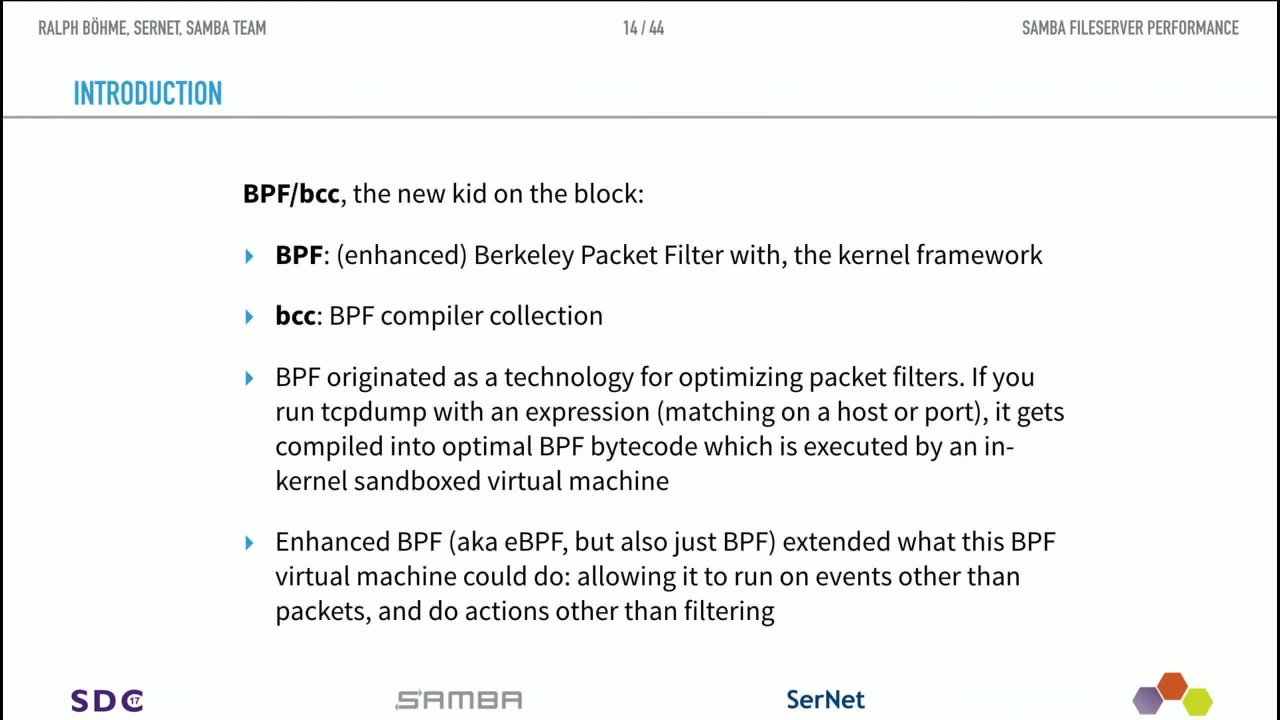 RALPH BÖHME, SERNET, SAMBA TEAM
14 / 44
SAMBA FILESERVER PERFORMANCE
INTRODUCTION
BPF/bcc, the new kid on the block:
BPF: (enhanced) Berkeley Packet Filter with, the kernel framework
bcc: BPF compiler collection
BPF originated as a technology for optimizing packet filters. If you
run tcpdump with an expression (matching on a host or port), it gets
compiled into optimal BPF bytecode which is executed by an in-
kernel sandboxed virtual machine
Enhanced BPF (aka eBPF, but also just BPF) extended what this BPF
virtual machine could do: allowing it to run on events other than
packets, and do actions other than filtering
SDC 17
SAMBA
SerNet